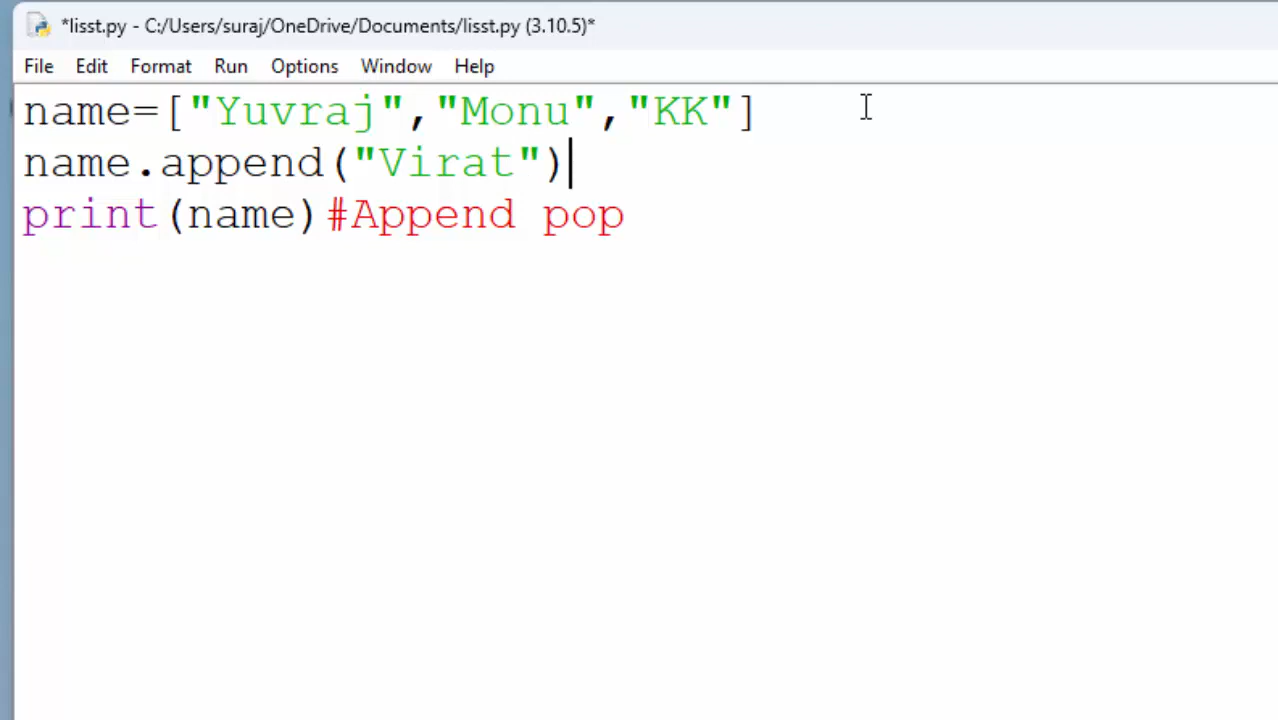 *lisst.py - C:/Users/suraj/OneDrive/Documents/lisst.py (3.10.5)*
File Edit Format Run Options Window Help
name=["Yuvraj","Monu","KK"]
name.append("Virat")
print(name)#Append pop